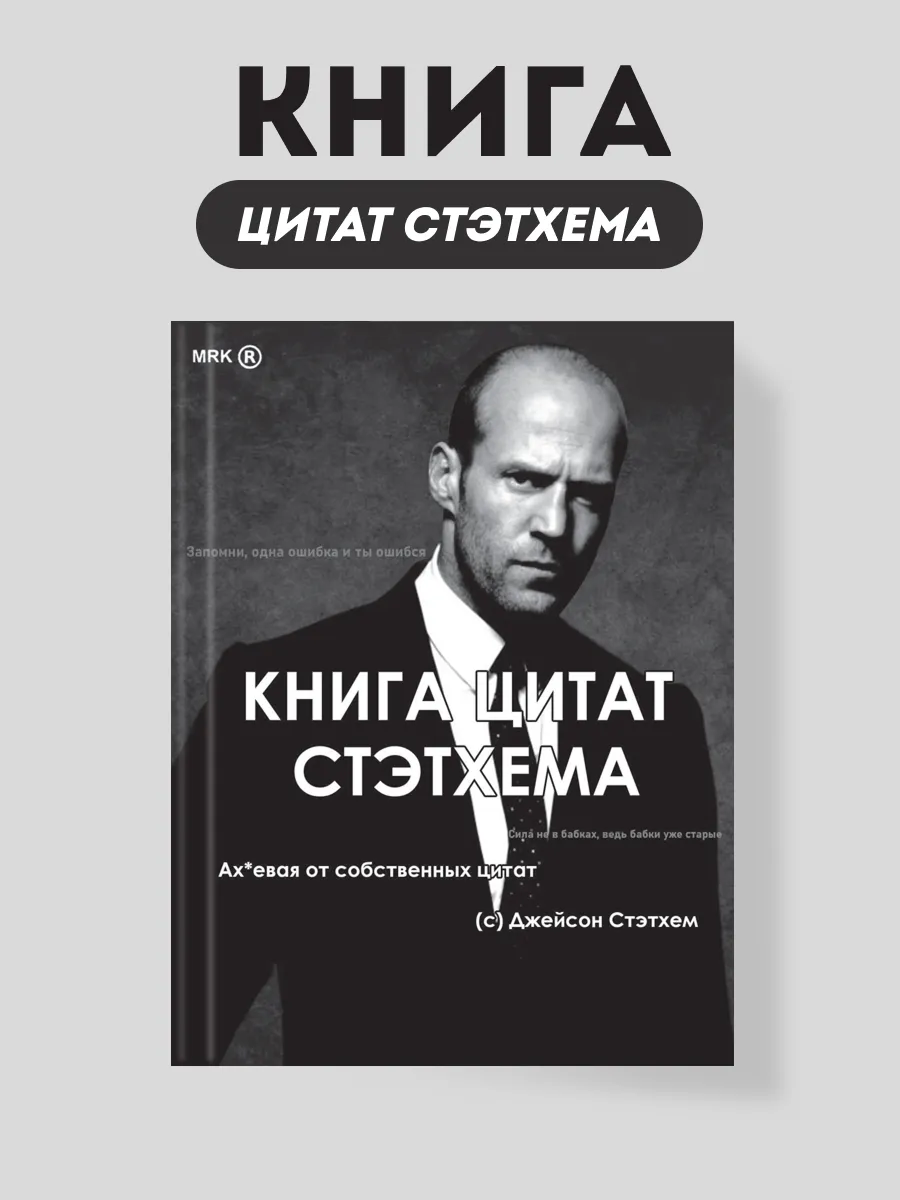 КНИГА
ЦИТАТ СТЭТХЕМА
MRK ®
Запомни, одна ошибка и ты ошибся
КНИГА ЦИТАТ
СТЭТХЕМА
Сила не в бабках, ведь бабки уже старые
Ах*евая от собственных цитат
(с) Джейсон Стэтхем